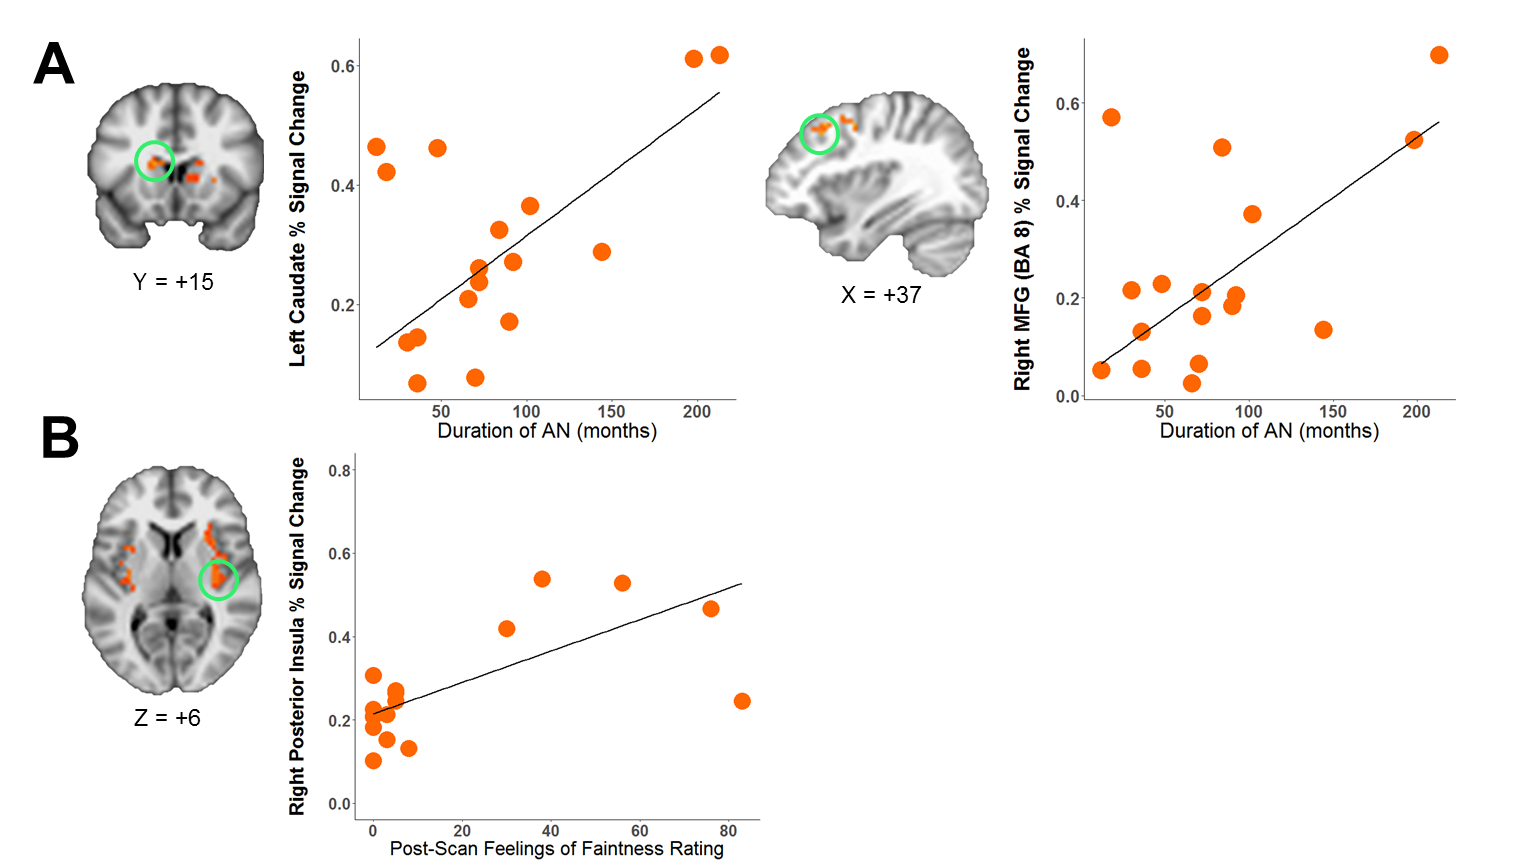 A
Y = +15
Left Caudate % Signal Change
0.6
0.4
0.2
50 100 150 200
Duration of AN (months)
X = +37
Right MFG (BA 8) % Signal Change
0.6
0.4
0.2
0.0
50 100 150 200
Duration of AN (months)
B
Z = +6
Right Posterior Insula % Signal Change
0.8
0.6
0.4
0.2
0.0
0 20 40 60 80
Post-Scan Feelings of Faintness Rating